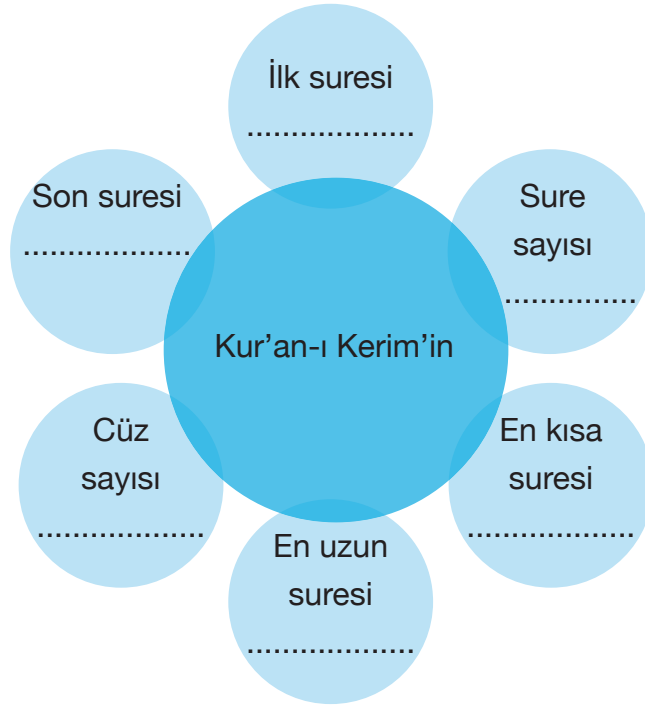 İlk suresi
...................
Son suresi
...................
Sure
sayısı
...............
Kur'an-ı Kerim'in
Cüz
sayısı
...................
En kısa
suresi
...................
En uzun
suresi
...................